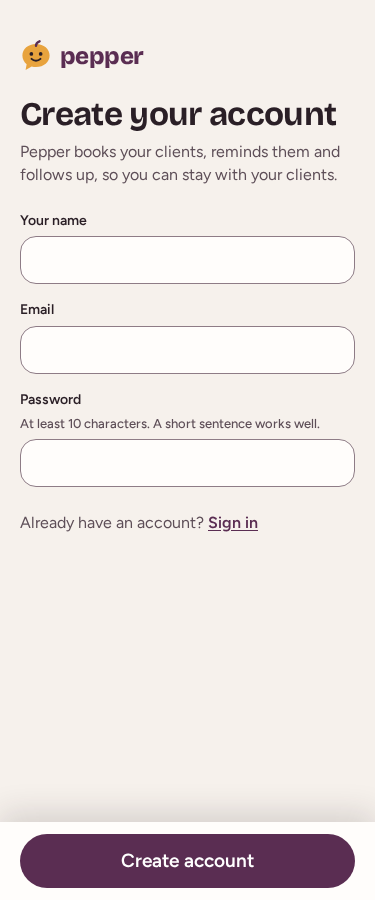 pepper
Create your account
Pepper books your clients, reminds them and
follows up, so you can stay with your clients.
Your name
Email
Password
At least 10 characters. A short sentence works well.
Already have an account? Sign in
Create account